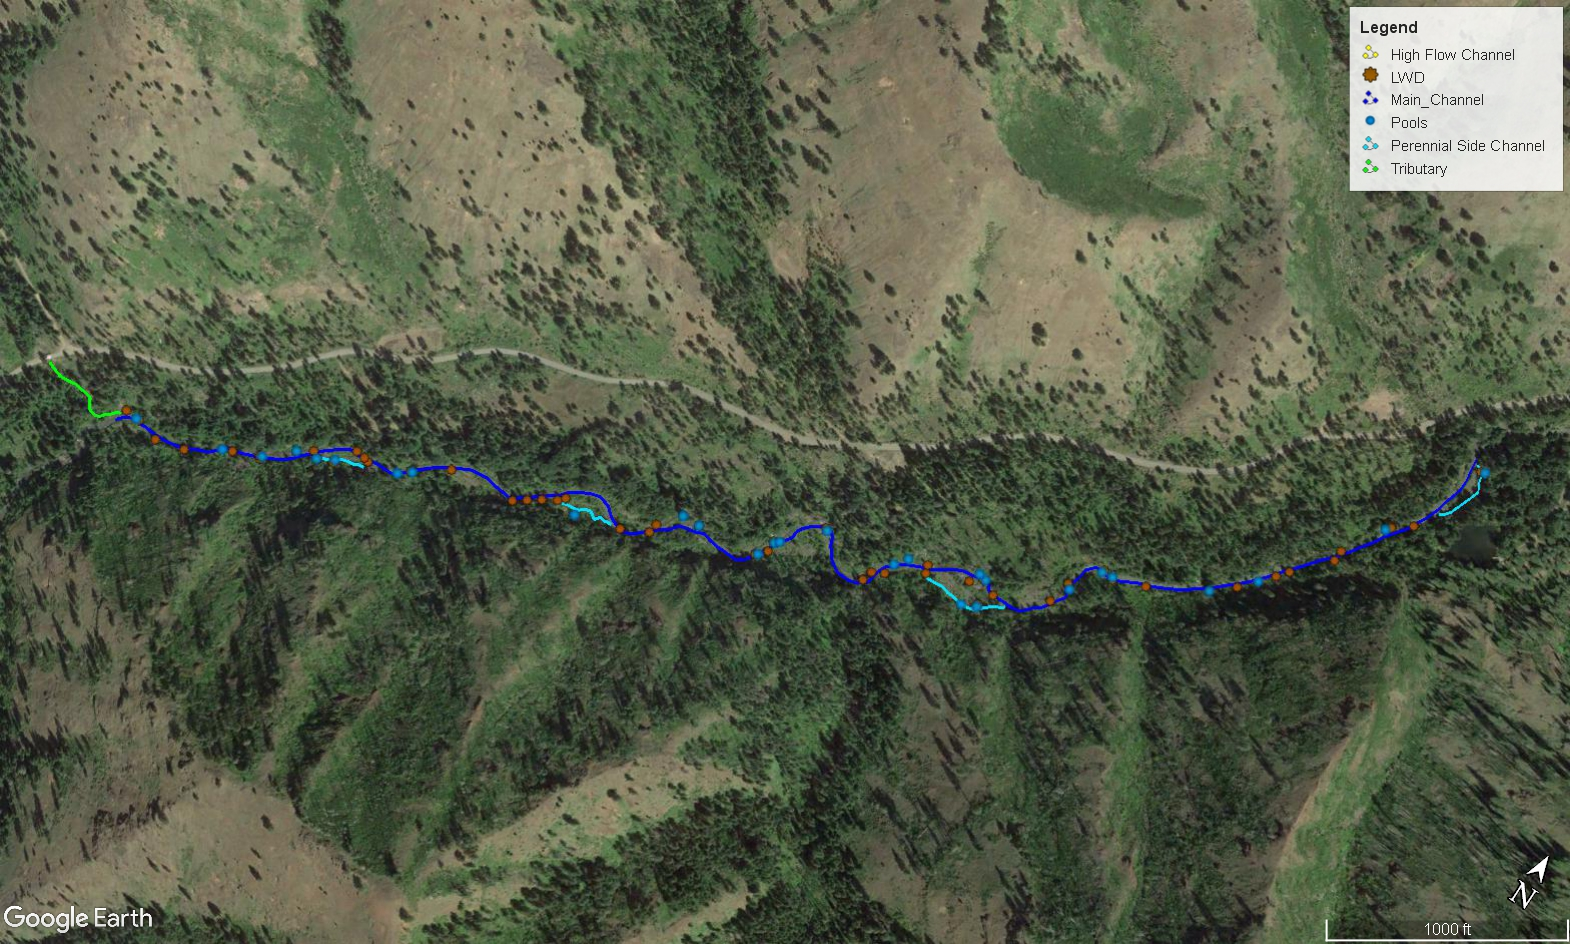 Legend
High Flow Channel
LWD
Main_Channel
Pools
Perennial Side Channel
Tributary
N
Google Earth
1000 ft